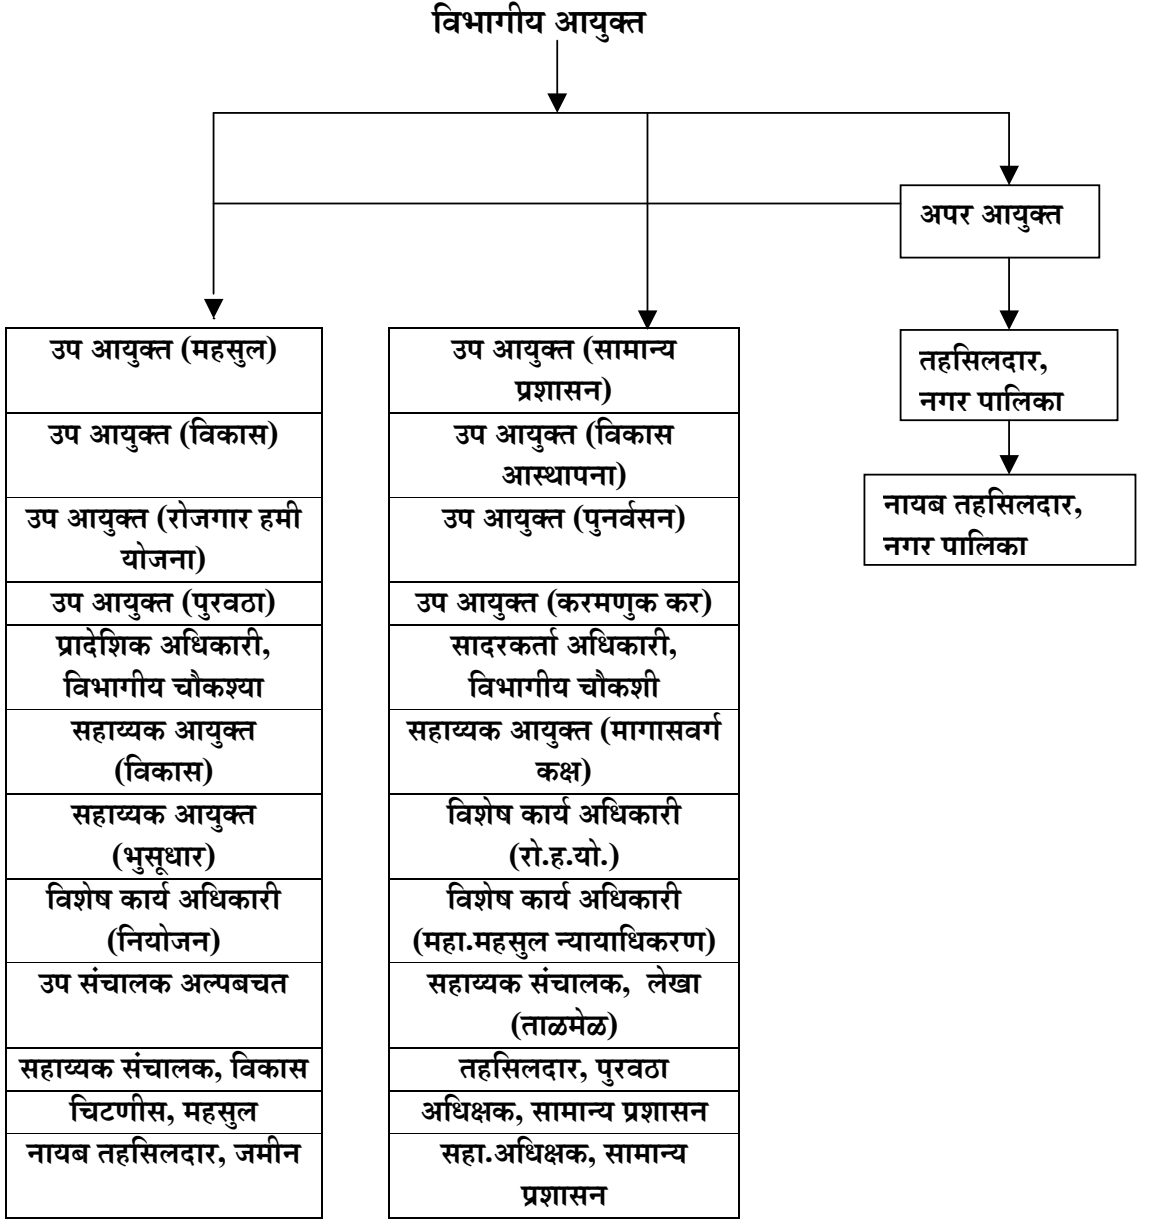 विभागीय आयुक्त
अपर आयुक्त
तहसिलदार,
नगर पालिका
नायब तहसिलदार,
नगर पालिका
उप आयुक्त (महसुल)
उप आयुक्त (विकास)
उप आयुक्त (रोजगार हमी
योजना)
उप आयुक्त (पुरवठा)
प्रादेशिक अधिकारी,
विभागीय चौकश्या
सहाय्यक आयुक्त
(विकास)
सहाय्यक आयुक्त
(भुसूधार)
विशेष कार्य अधिकारी
(नियोजन)
उप संचालक अल्पबचत
सहाय्यक संचालक, विकास
चिटणीस, महसुल
नायब तहसिलदार, जमीन
उप आयुक्त (सामान्य
प्रशासन)
उप आयुक्त (विकास
आस्थापना)
उप आयुक्त (पुनर्वसन)
उप आयुक्त (करमणुक कर)
सादरकर्ता अधिकारी,
विभागीय चौकशी
सहाय्यक आयुक्त (मागासवर्ग
कक्ष)
विशेष कार्य अधिकारी
(रो.ह.यो.)
विशेष कार्य अधिकारी
(महा.महसुल न्यायाधिकरण)
सहाय्यक संचालक, लेखा
(ताळमेळ)
तहसिलदार, पुरवठा
अधिक्षक, सामान्य प्रशासन
सहा.अधिक्षक, सामान्य
प्रशासन